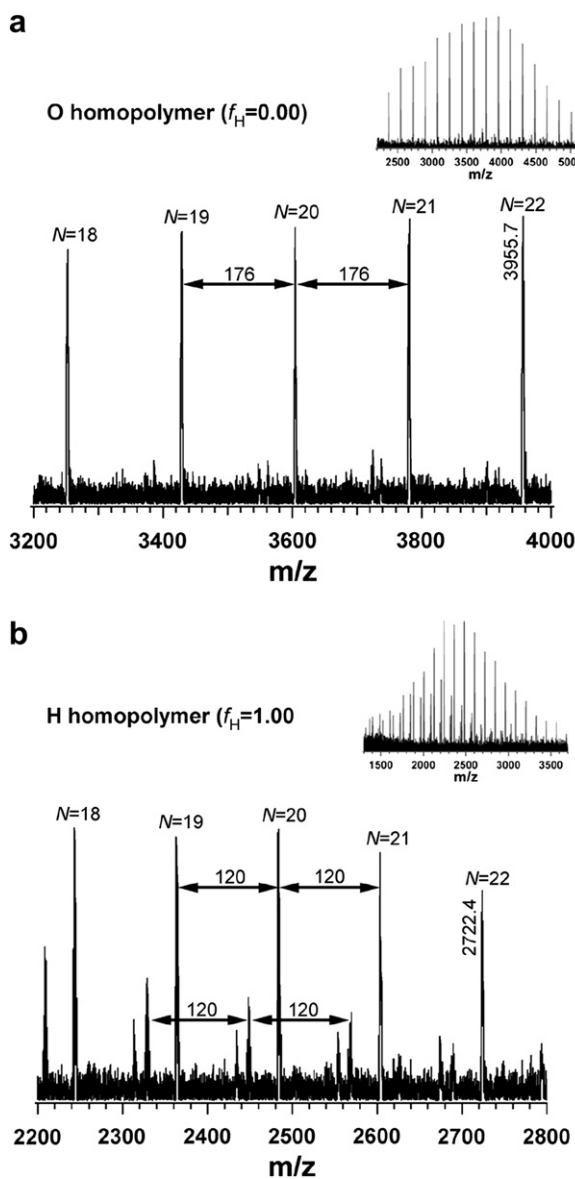 a
O homopolymer (fH=0.00)
2500 3000 3500 4000 4500 500
m/z
N=18 N=19 N=20 N=21 N=22
3955.7
176 176
3200 3400 3600 3800 4000
m/z
b
H homopolymer (fH=1.00
1500 2000 2500 3000 3500
m/z
N=18 N=19 N=20 N=21 N=22
120 120
2722.4
120 120
2200 2300 2400 2500 2600 2700 2800
m/z